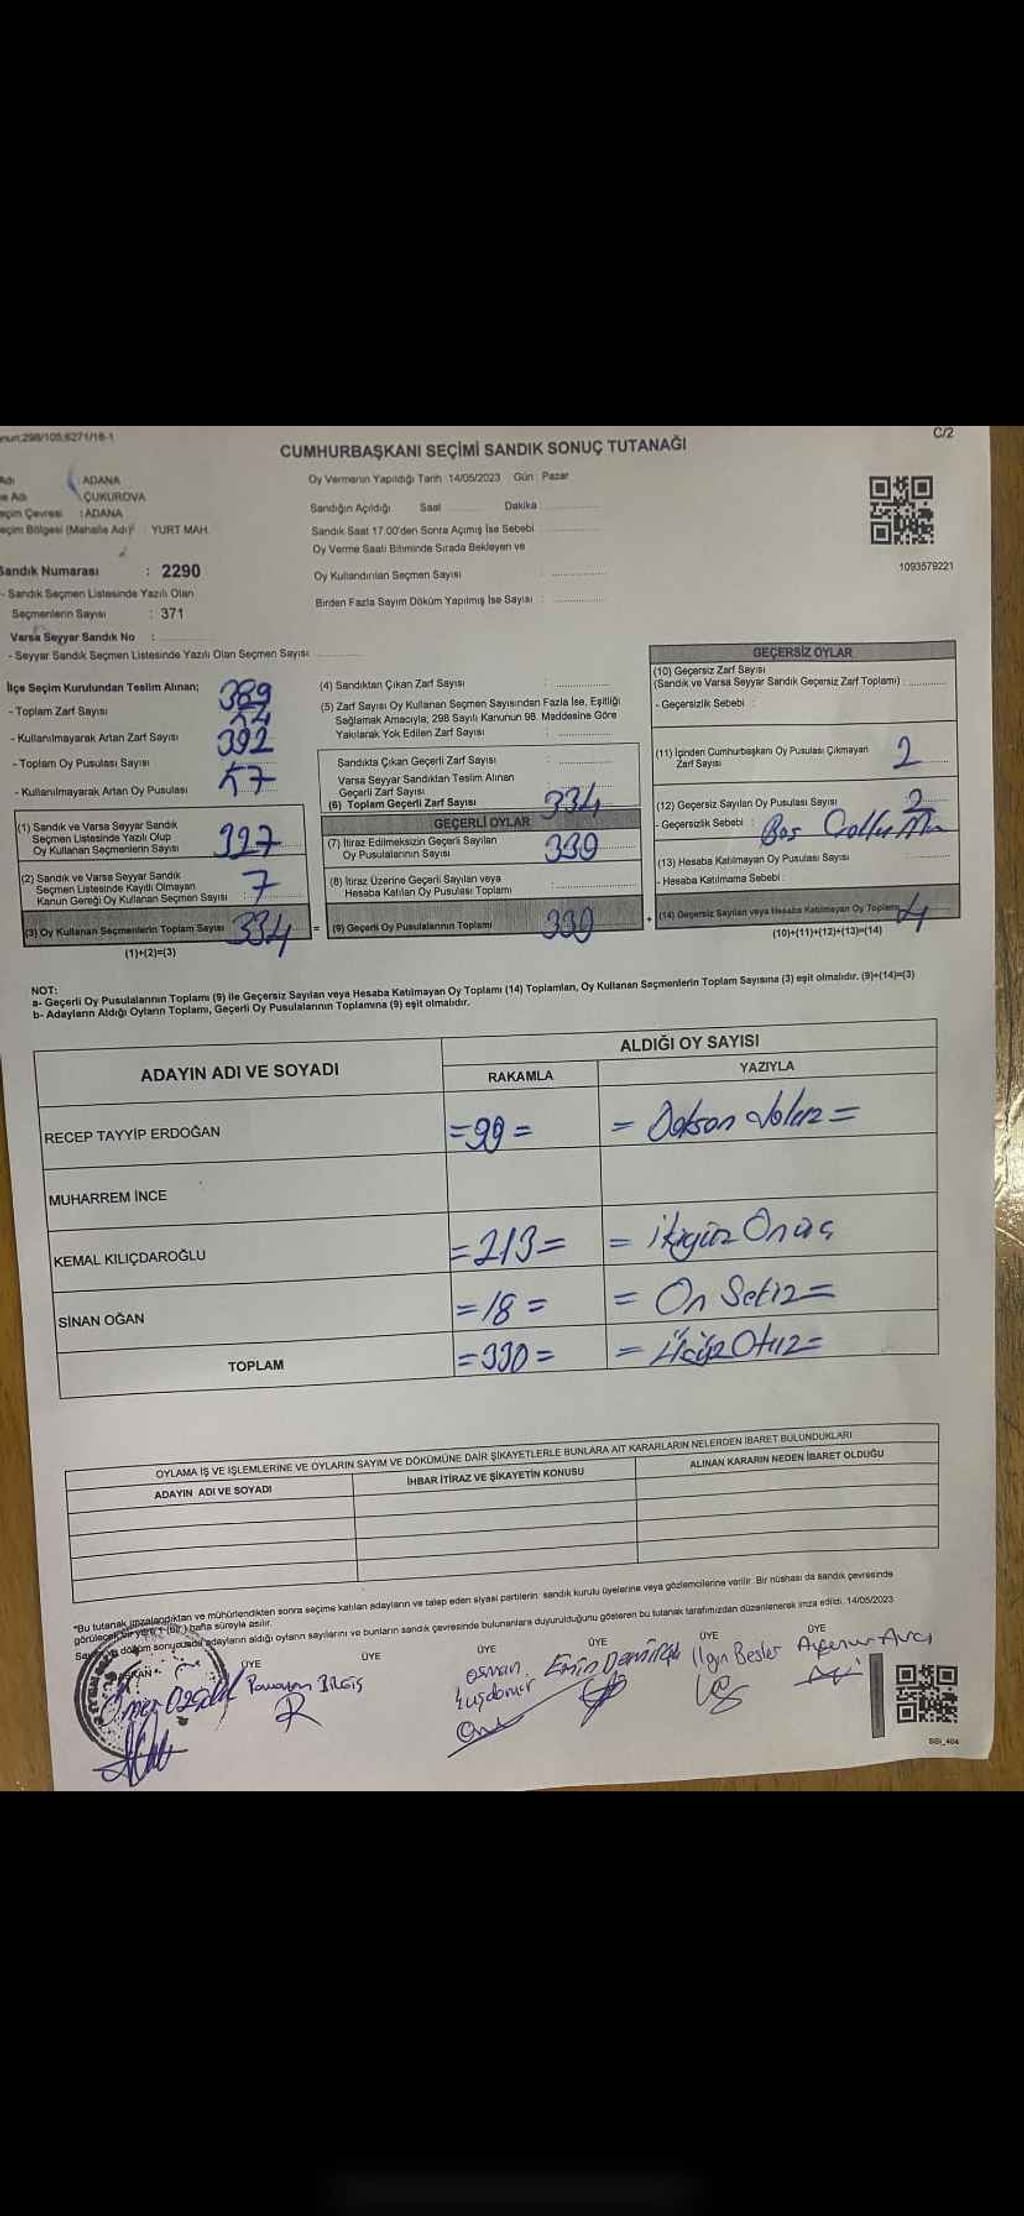 298/105,6271/16-1
C/2
CUMHURBAŞKANI SEÇİMİ SANDIK SONUÇ TUTANAĞI
Adı : ADANA
Adı : ÇUKUROVA
Seçim Çevresi : ADANA
Seçim Bölgesi (Mahalle Adı) YURT MAH.
Sandık Numarası : 2290
- Sandık Seçmen Listesinde Yazılı Olan
Seçmenlerin Sayısı : 371
Varsa Seyyar Sandık No :
- Seyyar Sandık Seçmen Listesinde Yazılı Olan Seçmen Sayısı
Oy Vermenin Yapıldığı Tarih :14/05/2023 Gün : Pazar
Sandığın Açıldığı Saat Dakika
Sandık Saat 17.00'den Sonra Açılmış İse Sebebi
Oy Verme Saati Bitiminde Sırada Bekleyen ve
Oy Kullandırılan Seçmen Sayısı :
Birden Fazla Sayım Döküm Yapılmış İse Sayısı :
1093579221
İlçe Seçim Kurulundan Teslim Alınan;
- Toplam Zarf Sayısı 389
- Kullanılmayarak Artan Zarf Sayısı
- Toplam Oy Pusulası Sayısı 392
- Kullanılmayarak Artan Oy Pusulası 57
(1) Sandık ve Varsa Seyyar Sandık
Seçmen Listesinde Yazılı Olup
Oy Kullanan Seçmenlerin Sayısı 327
(2) Sandık ve Varsa Seyyar Sandık
Seçmen Listesinde Kayıtlı Olmayan
Kanun Gereği Oy Kullanan Seçmen Sayısı : 7
(3) Oy Kullanan Seçmenlerin Toplam Sayısı 334
(1)+(2)=(3)
=
(4) Sandıktan Çıkan Zarf Sayısı :
(5) Zarf Sayısı Oy Kullanan Seçmen Sayısından Fazla İse, Eşitliği
Sağlamak Amacıyla, 298 Sayılı Kanunun 98. Maddesine Göre
Yakılarak Yok Edilen Zarf Sayısı :
Sandıkta Çıkan Geçerli Zarf Sayısı :
Varsa Seyyar Sandıktan Teslim Alınan
Geçerli Zarf Sayısı
(6) Toplam Geçerli Zarf Sayısı 334
GEÇERLİ OYLAR
(7) İtiraz Edilmeksizin Geçerli Sayılan
Oy Pusulalarının Sayısı 330
(8) İtiraz Üzerine Geçerli Sayılan veya
Hesaba Katılan Oy Pusulası Toplamı :
(9) Geçerli Oy Pusulalarının Toplamı 330
+
GEÇERSİZ OYLAR
(10) Geçersiz Zarf Sayısı
(Sandık ve Varsa Seyyar Sandık Geçersiz Zarf Toplamı) :
- Geçersizlik Sebebi :
(11) İçinden Cumhurbaşkanı Oy Pusulası Çıkmayan
Zarf Sayısı 2
(12) Geçersiz Sayılan Oy Pusulası Sayısı 2
- Geçersizlik Sebebi : Boş
(13) Hesaba Katılmayan Oy Pusulası Sayısı
- Hesaba Katılmama Sebebi :
(14) Geçersiz Sayılan veya Hesaba Katılmayan Oy Toplamı 4
(10)+(11)+(12)+(13)=(14)
NOT:
a- Geçerli Oy Pusulalarının Toplamı (9) ile Geçersiz Sayılan veya Hesaba Katılmayan Oy Toplamı (14) Toplamları, Oy Kullanan Seçmenlerin Toplam Sayısına (3) eşit olmalıdır. (9)+(14)=(3)
b- Adayların Aldığı Oyların Toplamı, Geçerli Oy Pusulalarının Toplamına (9) eşit olmalıdır.
ADAYIN ADI VE SOYADI
ALDIĞI OY SAYISI
RAKAMLA YAZIYLA
RECEP TAYYİP ERDOĞAN =99= = Doksan dokuz =
MUHARREM İNCE
KEMAL KILIÇDAROĞLU =213= = ikiyüz Onüç
SİNAN OĞAN =18= = On Sekiz =
TOPLAM =330= = Üçyüz Otuz =
OYLAMA İŞ VE İŞLEMLERİNE VE OYLARIN SAYIM VE DÖKÜMÜNE DAİR ŞİKAYETLERLE BUNLARA AİT KARARLARIN NELERDEN İBARET BULUNDUKLARI
ADAYIN ADI VE SOYADI İHBAR İTİRAZ VE ŞİKAYETİN KONUSU ALINAN KARARIN NEDEN İBARET OLDUĞU
"Bu tutanak imzalandıktan ve mühürlendikten sonra seçime katılan adayların ve talep eden siyasi partilerin sandık kurulu üyelerine veya gözlemcilerine verilir. Bir nüshası da sandık çevresinde
görülecek bir yere 1 (bir) hafta süreyle asılır.
Sayım ve döküm sonucunda adayların aldığı oyların sayılarını ve bunların sandık çevresinde bulunanlara duyurulduğunu gösteren bu tutanak tarafımızdan düzenlenerek imza edildi. 14/05/2023
BAŞKAN ÜYE ÜYE ÜYE ÜYE ÜYE ÜYE
Ömer Özgül Ramazan BİLGİŞ Osman Kuşdemir Emin Demirtaş Ilgın Besler Ayşenur Avcı
SSI_404